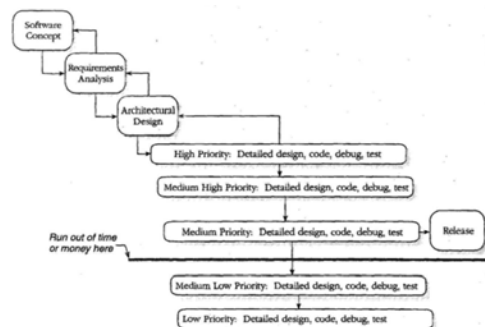 Software
Concept
Requirements
Analysis
Architectural
Design
High Priority: Detailed design, code, debug, test
Medium High Priority: Detailed design, code, debug, test
Medium Priority: Detailed design, code, debug, test
Release
Run out of time
or money here
Medium Low Priority: Detailed design, code, debug, test
Low Priority: Detailed design, code, debug, test